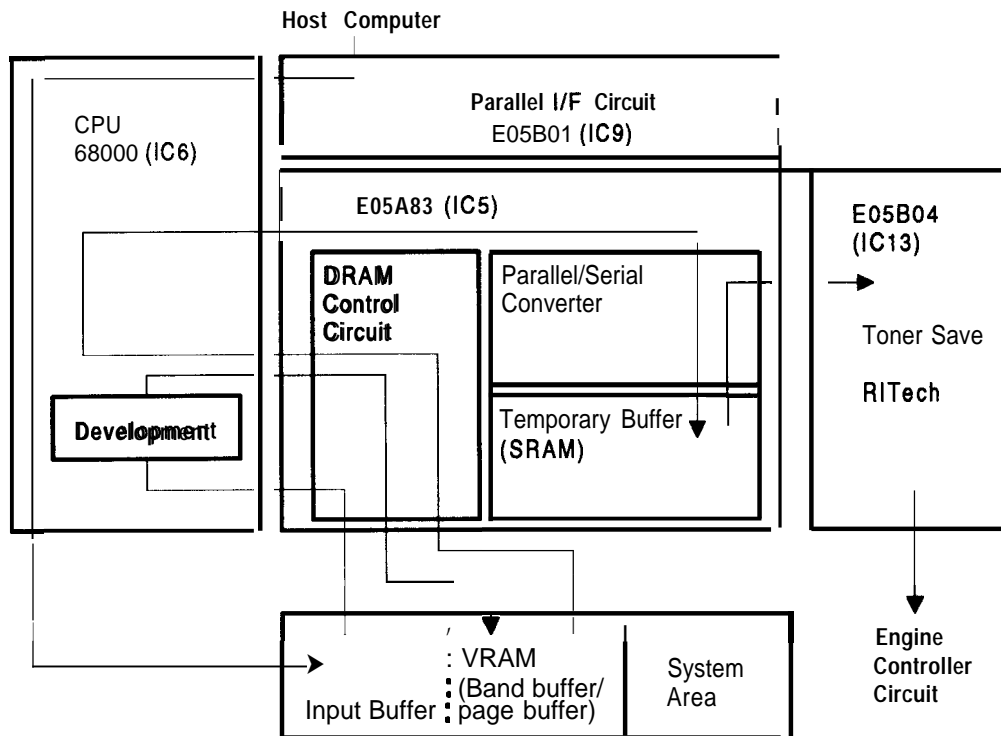 Host Computer
Parallel I/F Circuit
E05B01 (IC9)
CPU
68000 (IC6)
E05A83 (IC5)
E05B04
(IC13)
DRAM
Control
Circuit
Parallel/Serial
Converter
Toner Save
RITech
Development
Temporary Buffer
(SRAM)
Input Buffer
: VRAM
(Band buffer/
page buffer)
System
Area
Engine
Controller
Circuit